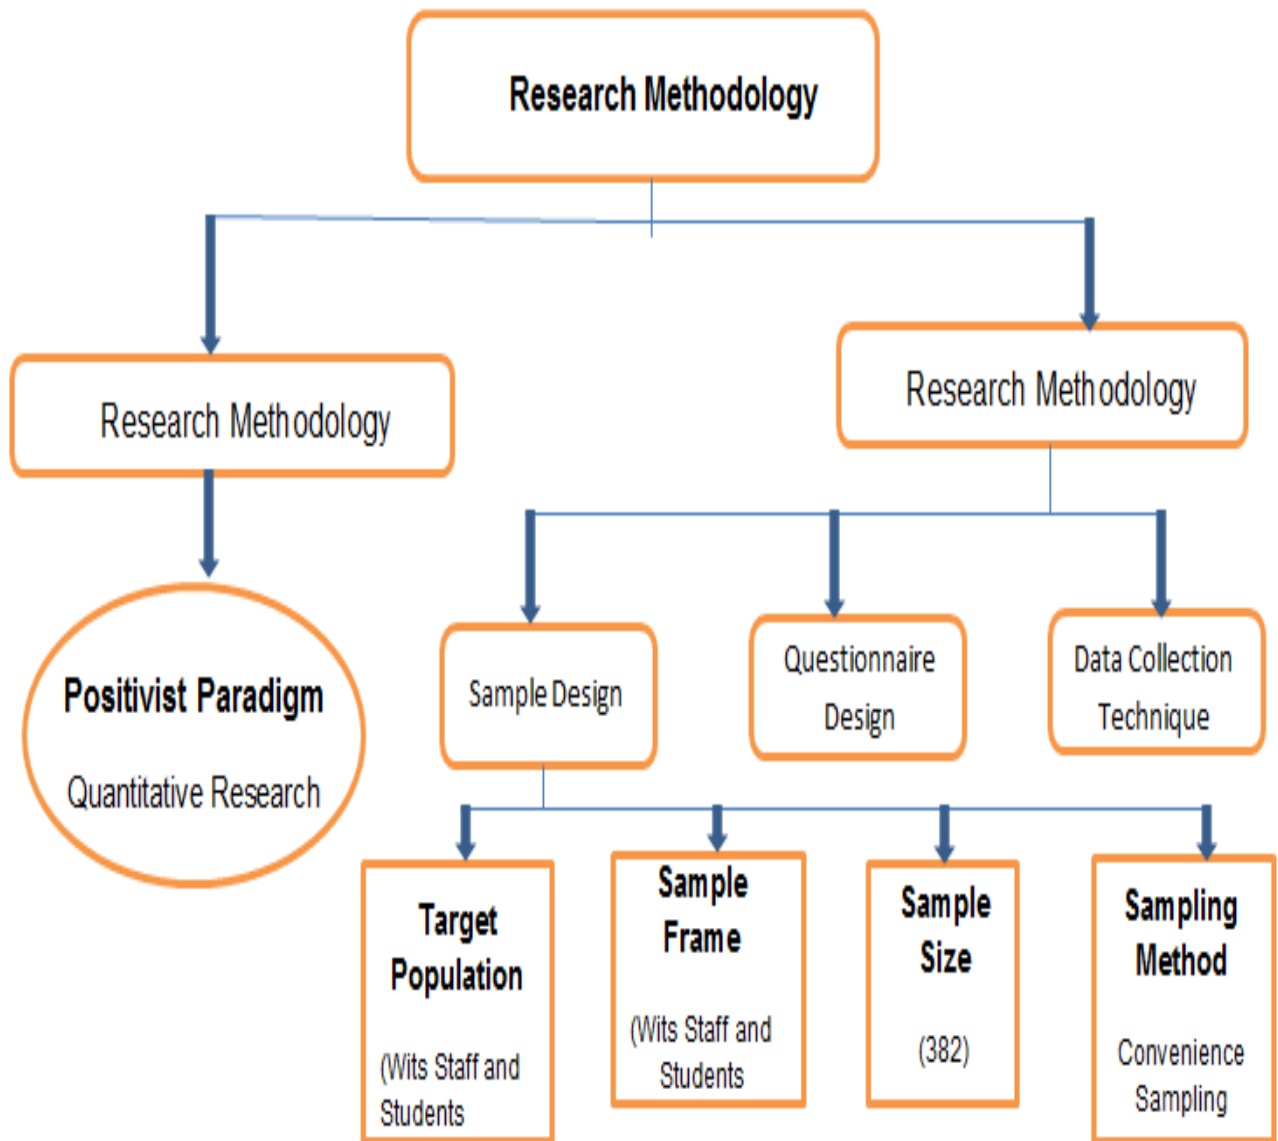 Research Methodology
Research Methodology
Research Methodology
Positivist Paradigm
Quantitative Research
Sample Design
Questionnaire
Design
Data Collection
Technique
Target
Population
(Wits Staff and
Students
Sample
Frame
(Wits Staff and
Students
Sample
Size
(382)
Sampling
Method
Convenience
Sampling